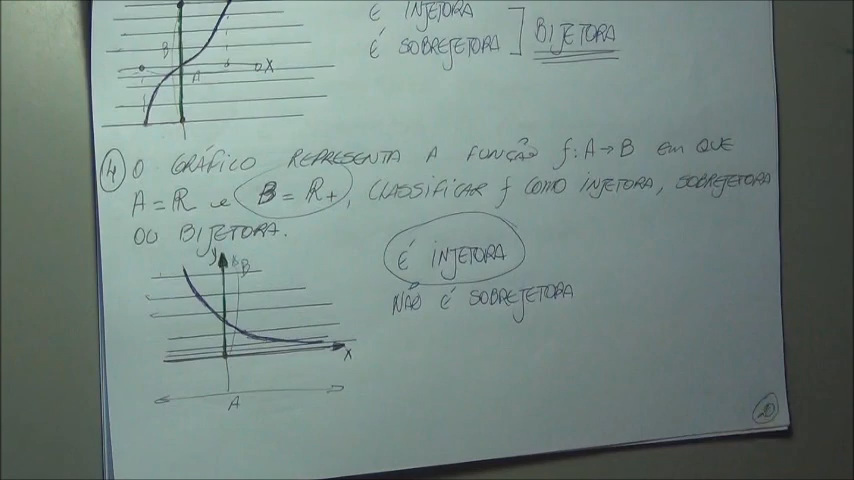 É INJETORA
É SOBREJETORA
BIJETORA
B
A
X
4 O GRÁFICO REPRESENTA A FUNÇÃO f: A→B em QUE
A = R e B = R+, CLASSIFICAR f COMO INJETORA, SOBREJETORA
OU BIJETORA.
y
B
É INJETORA
NÃO É SOBREJETORA
X
A
20